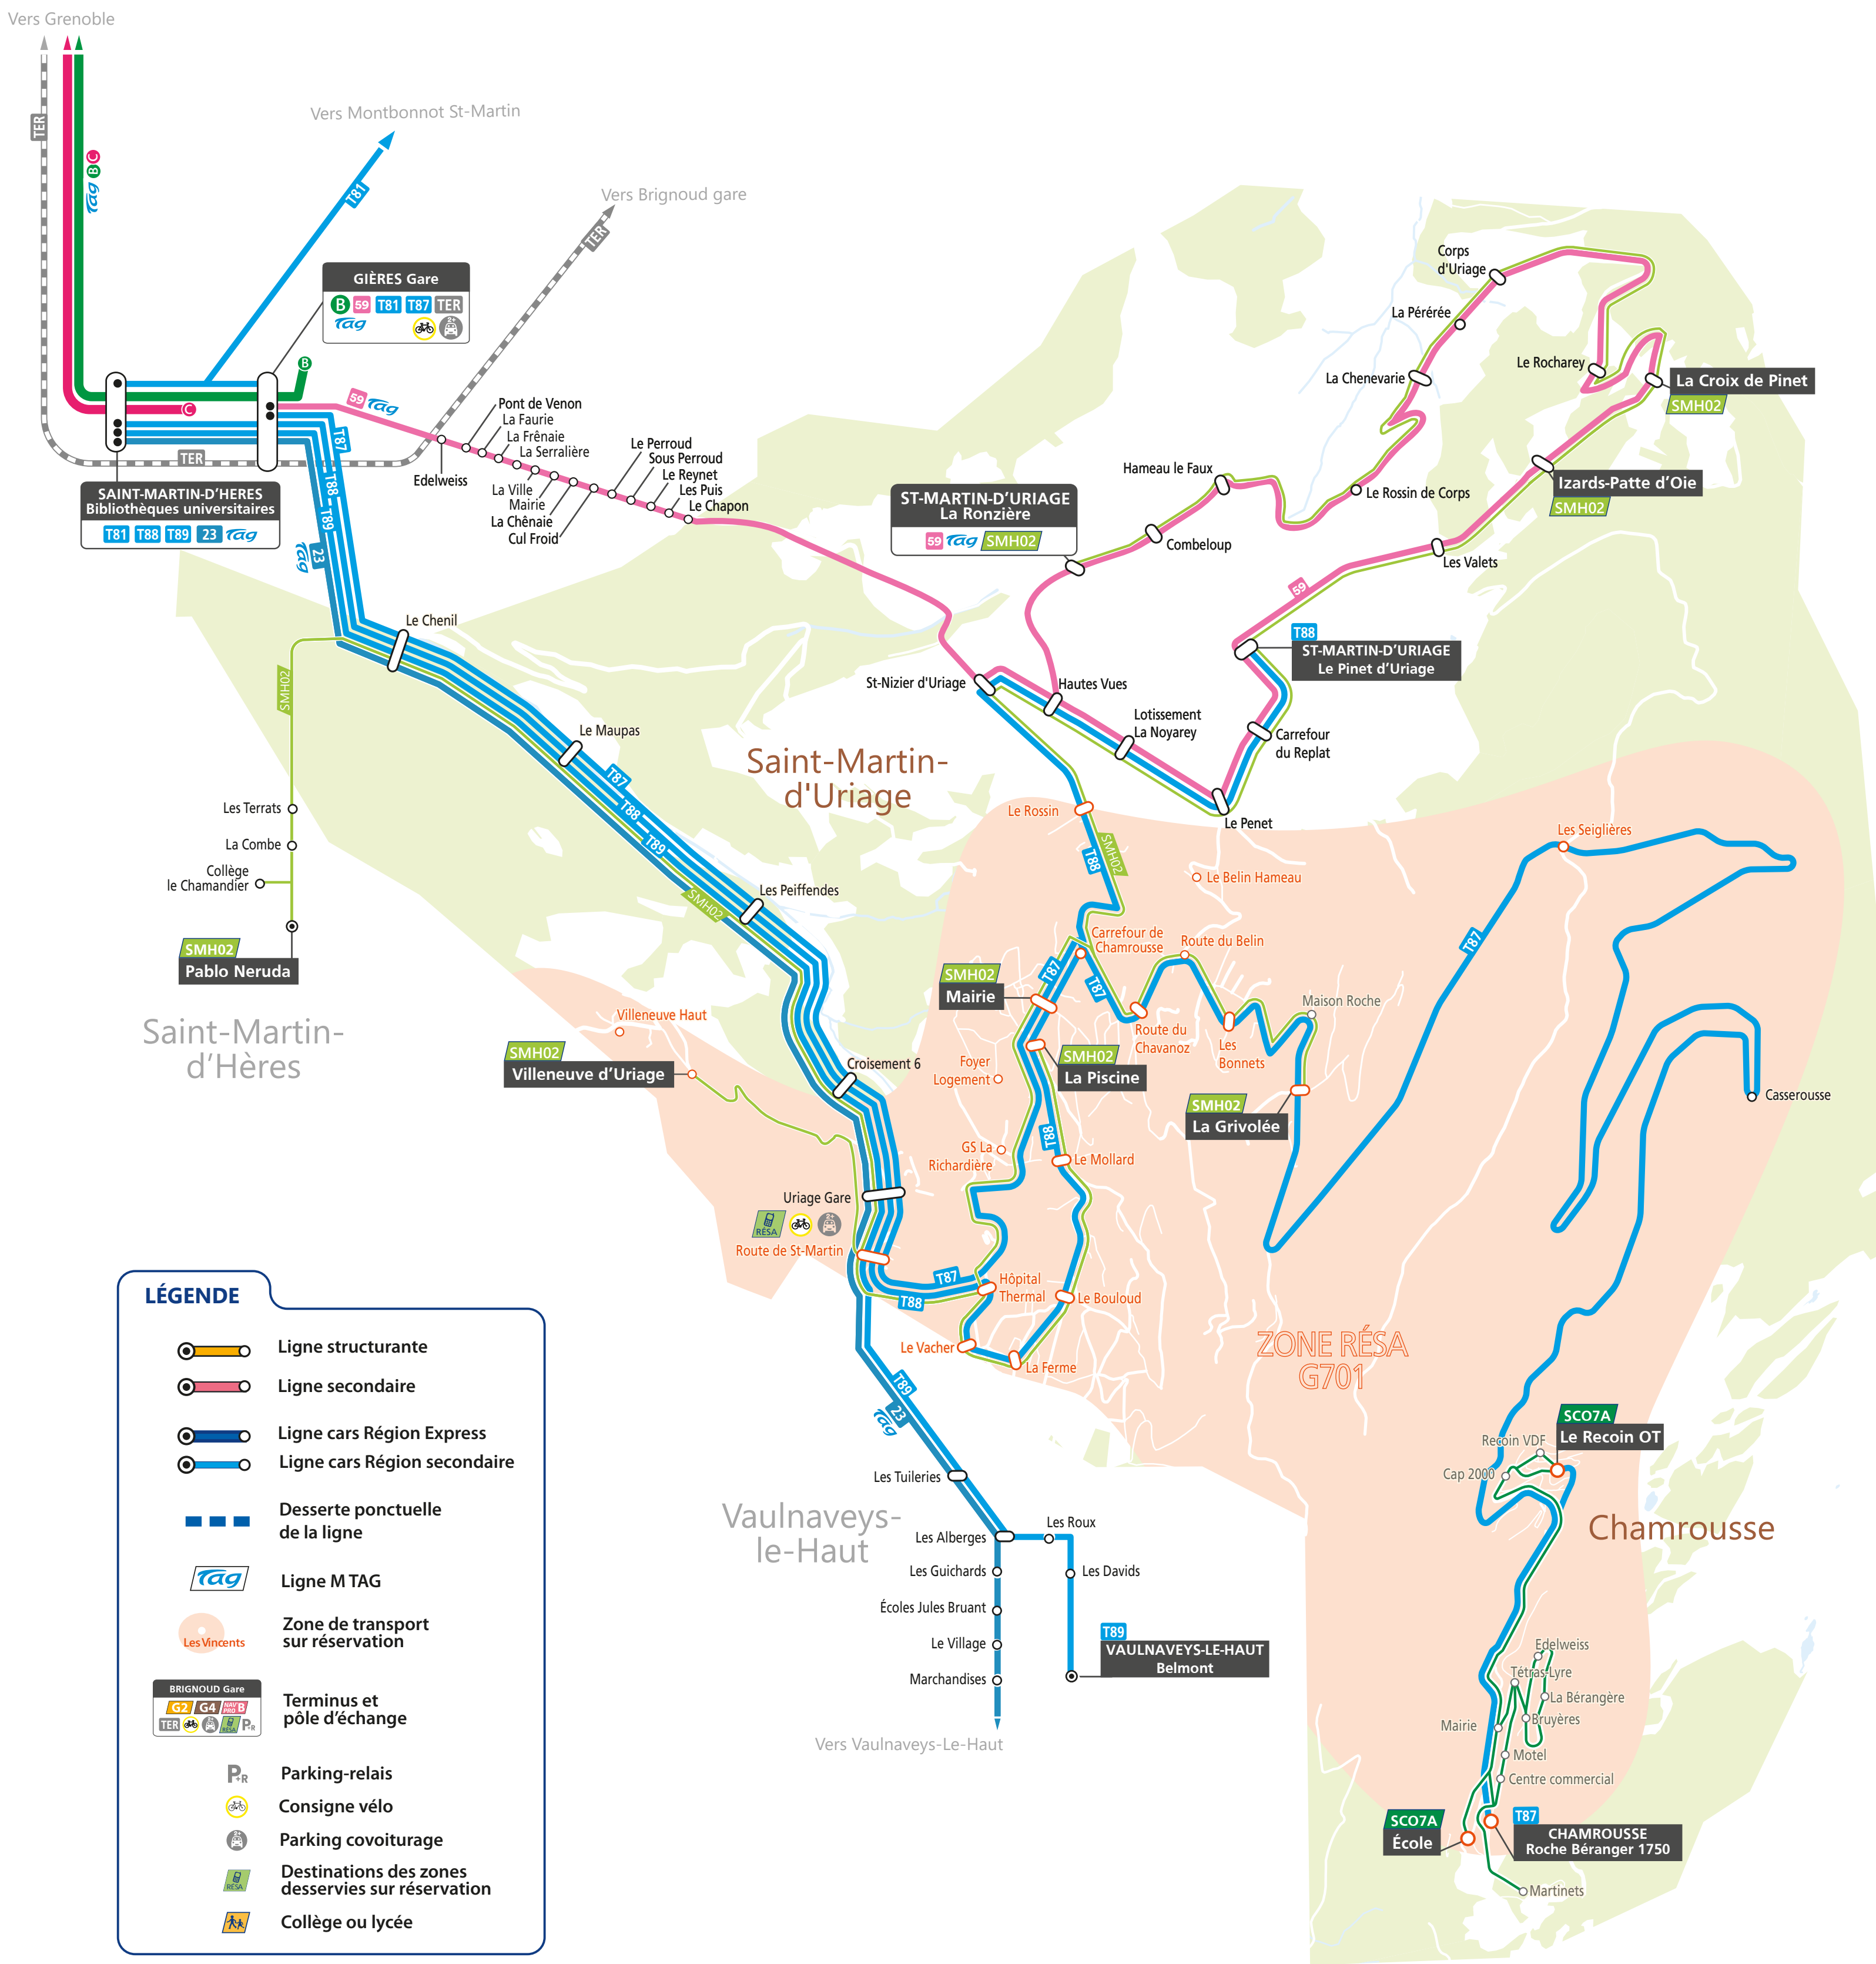 Vers Grenoble
TER
Tag B C
Vers Montbonnot St-Martin
T81
Vers Brignoud gare
TER
GIÈRES Gare
B 59 T81 T87 TER
Tag
B
C
59 Tag
TER
T87
T88
T89
23
Tag
SAINT-MARTIN-D'HERES
Bibliothèques universitaires
T81 T88 T89 23 Tag
Edelweiss
Pont de Venon
La Faurie
La Frênaie
La Serralière
La Ville
Mairie
La Chênaie
Cul Froid
Le Perroud
Sous Perroud
Le Reynet
Les Puis
Le Chapon
ST-MARTIN-D'URIAGE
La Ronzière
59 Tag SMH02
Combeloup
Hameau le Faux
Le Rossin de Corps
La Chenevarie
La Pérérée
Corps
d'Uriage
Le Rocharey
La Croix de Pinet
SMH02
Izards-Patte d'Oie
SMH02
Les Valets
59
T88
ST-MARTIN-D'URIAGE
Le Pinet d'Uriage
Carrefour
du Replat
Le Penet
Lotissement
La Noyarey
Hautes Vues
St-Nizier d'Uriage
Saint-Martin-
d'Uriage
Le Chenil
SMH02
Le Maupas
T87
T88
T89
SMH02
Les Peiffendes
Les Terrats
La Combe
Collège
le Chamandier
SMH02
Pablo Neruda
Saint-Martin-
d'Hères
Villeneuve Haut
SMH02
Villeneuve d'Uriage
Croisement 6
Uriage Gare
RÉSA
Route de St-Martin
T87
T88
Le Rossin
SMH02
T88
Le Belin Hameau
Carrefour de
Chamrousse
Route du Belin
T87
T87
SMH02
Mairie
Route du
Chavanoz
Les
Bonnets
Maison Roche
Foyer
Logement
SMH02
La Piscine
SMH02
La Grivolée
GS La
Richardière
T88
Le Mollard
Hôpital
Thermal
Le Bouloud
Le Vacher
La Ferme
Les Seiglières
T87
Casserousse
ZONE RÉSA
G701
T89
23
Tag
Les Tuileries
Vaulnaveys-
le-Haut
Les Alberges
Les Roux
Les Guichards
Les Davids
Écoles Jules Bruant
Le Village
Marchandises
T89
VAULNAVEYS-LE-HAUT
Belmont
Vers Vaulnaveys-Le-Haut
SCO7A
Le Recoin OT
Recoin VDF
Cap 2000
Chamrousse
Edelweiss
Tétras-Lyre
La Bérangère
Bruyères
Mairie
Motel
Centre commercial
SCO7A
École
T87
CHAMROUSSE
Roche Béranger 1750
Martinets
LÉGENDE
Ligne structurante
Ligne secondaire
Ligne cars Région Express
Ligne cars Région secondaire
Desserte ponctuelle
de la ligne
Tag
Ligne M TAG
Les Vincents
Zone de transport
sur réservation
BRIGNOUD Gare
G2 G4 NAV' PRO B
TER RÉSA P+R
Terminus et
pôle d'échange
P+R
Parking-relais
Consigne vélo
Parking covoiturage
RÉSA
Destinations des zones
desservies sur réservation
Collège ou lycée